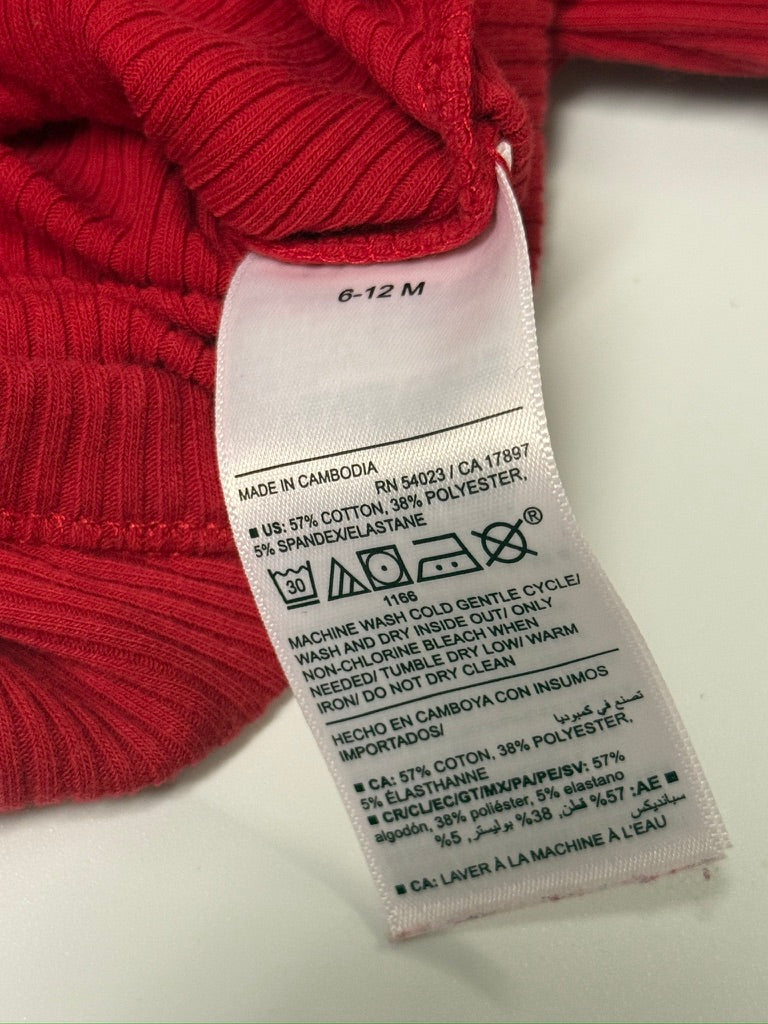 6-12 M
MADE IN CAMBODIA
RN 54023 / CA 17897
■ US: 57% COTTON, 38% POLYESTER,
5% SPANDEX/ELASTANE
30
®
1166
MACHINE WASH COLD GENTLE CYCLE/
WASH AND DRY INSIDE OUT/ ONLY
NON-CHLORINE BLEACH WHEN
NEEDED/ TUMBLE DRY LOW/ WARM
IRON/ DO NOT DRY CLEAN
HECHO EN CAMBOYA CON INSUMOS
IMPORTADOS/
تصنع في كمبوديا
■ CA: 57% COTON, 38% POLYESTER,
5% ÉLASTHANNE
■ CR/CL/EC/GT/MX/PA/PE/SV: 57%
algodón, 38% poliéster, 5% elastano
■ AE: 57% قطن, 38% بوليستر, 5%
سباندیکس
■ CA: LAVER À LA MACHINE À L'EAU